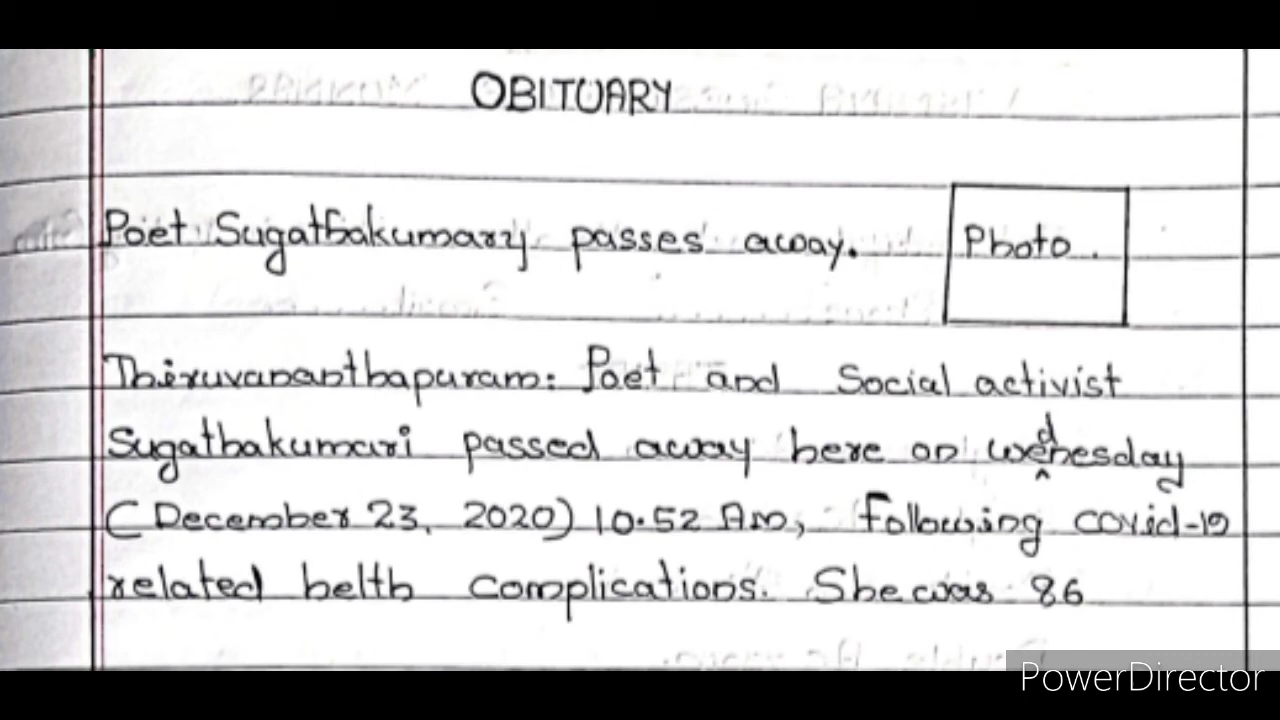 OBITUARY
Poet Sugathakumary passes away.
Photo.
Thiruvananthapuram: Poet and Social activist
Sugathakumari passed away here on wednesday
(December 23, 2020) 10.52 Am, Following covid-19
related helth complications. She was 86
PowerDirector